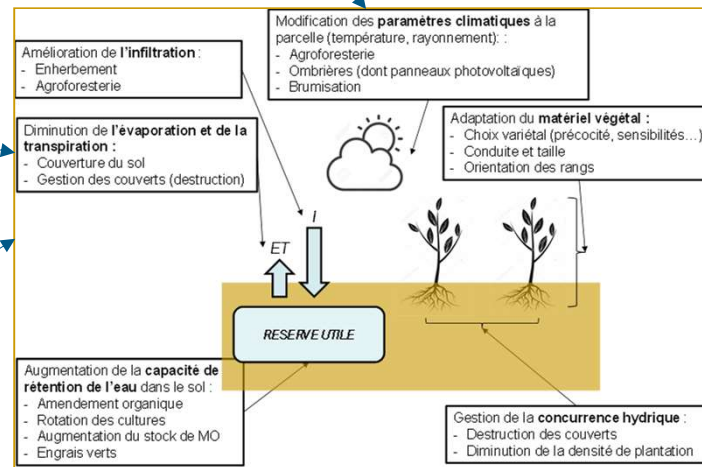 Modification des paramètres climatiques à la
parcelle (température, rayonnement): :
- Agroforesterie
- Ombrières (dont panneaux photovoltaïques)
- Brumisation
Amélioration de l'infiltration :
- Enherbement
- Agroforesterie
Diminution de l'évaporation et de la
transpiration :
- Couverture du sol
- Gestion des couverts (destruction)
Adaptation du matériel végétal :
- Choix variétal (précocité, sensibilités…)
- Conduite et taille
- Orientation des rangs
I
ET
RESERVE UTILE
Augmentation de la capacité de
rétention de l'eau dans le sol :
- Amendement organique
- Rotation des cultures
- Augmentation du stock de MO
- Engrais verts
Gestion de la concurrence hydrique :
- Destruction des couverts
- Diminution de la densité de plantation